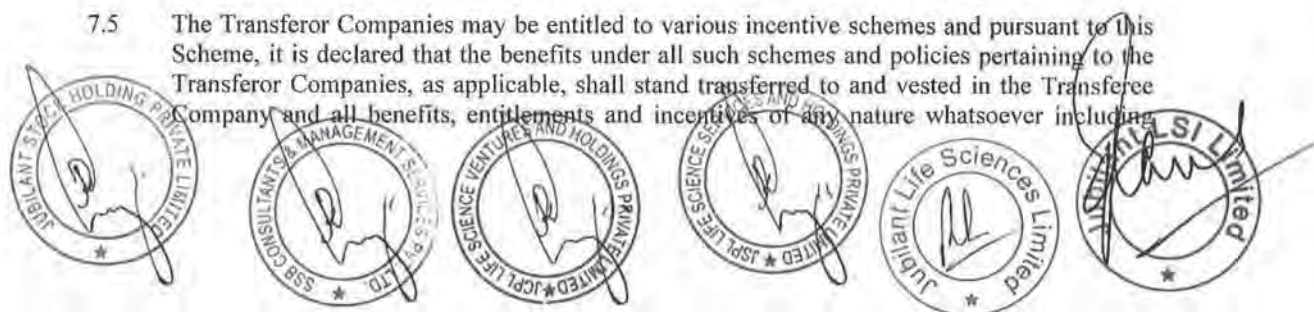 7.5 The Transferor Companies may be entitled to various incentive schemes and pursuant to this
Scheme, it is declared that the benefits under all such schemes and policies pertaining to the
Transferor Companies, as applicable, shall stand transferred to and vested in the Transferee
Company and all benefits, entitlements and incentives of any nature whatsoever including
JUBILANT STOCK HOLDING PRIVATE LIMITED ★
SSB CONSULTANTS & MANAGEMENT SERVICES PVT. LTD. ★
JCPL LIFE SCIENCE VENTURES AND HOLDINGS PRIVATE LIMITED ★
JSPL LIFE SCIENCE SERVICES AND HOLDINGS PRIVATE LIMITED ★
Jubilant Life Sciences Limited ★
Jubilant LSI Limited ★